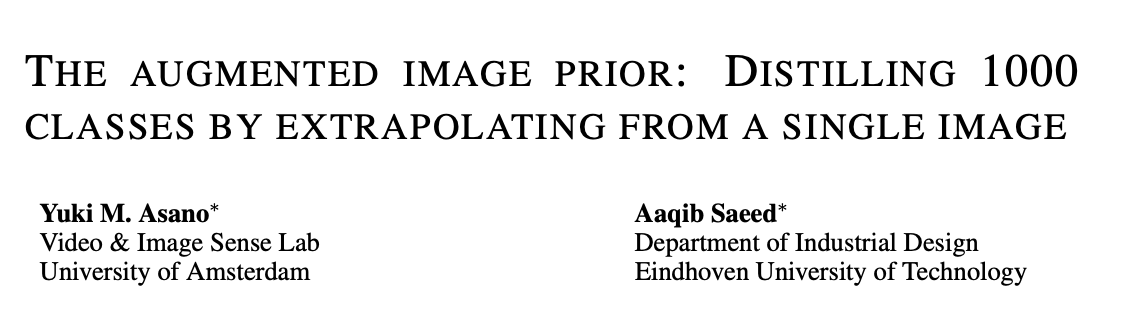 THE AUGMENTED IMAGE PRIOR: DISTILLING 1000
CLASSES BY EXTRAPOLATING FROM A SINGLE IMAGE
Yuki M. Asano*
Video & Image Sense Lab
University of Amsterdam
Aaqib Saeed*
Department of Industrial Design
Eindhoven University of Technology